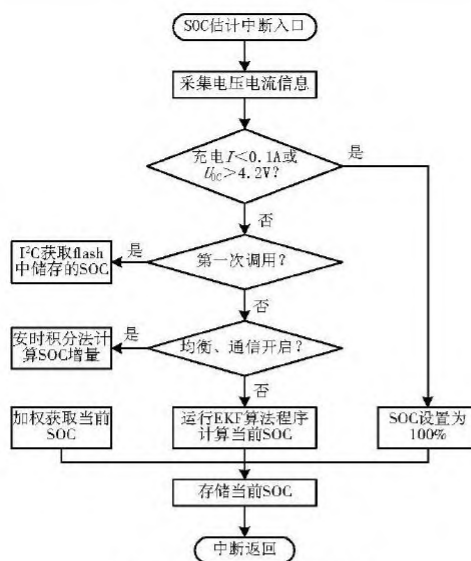 SOC估计中断入口
采集电压电流信息
充电I<0.1A或
U_OC>4.2V?
是
否
I²C获取flash
中储存的SOC
是
第一次调用?
否
安时积分法计
算SOC增量
是
均衡、通信开启?
否
加权获取当前
SOC
运行EKF算法程序
计算当前SOC
SOC设置为
100%
存储当前SOC
中断返回